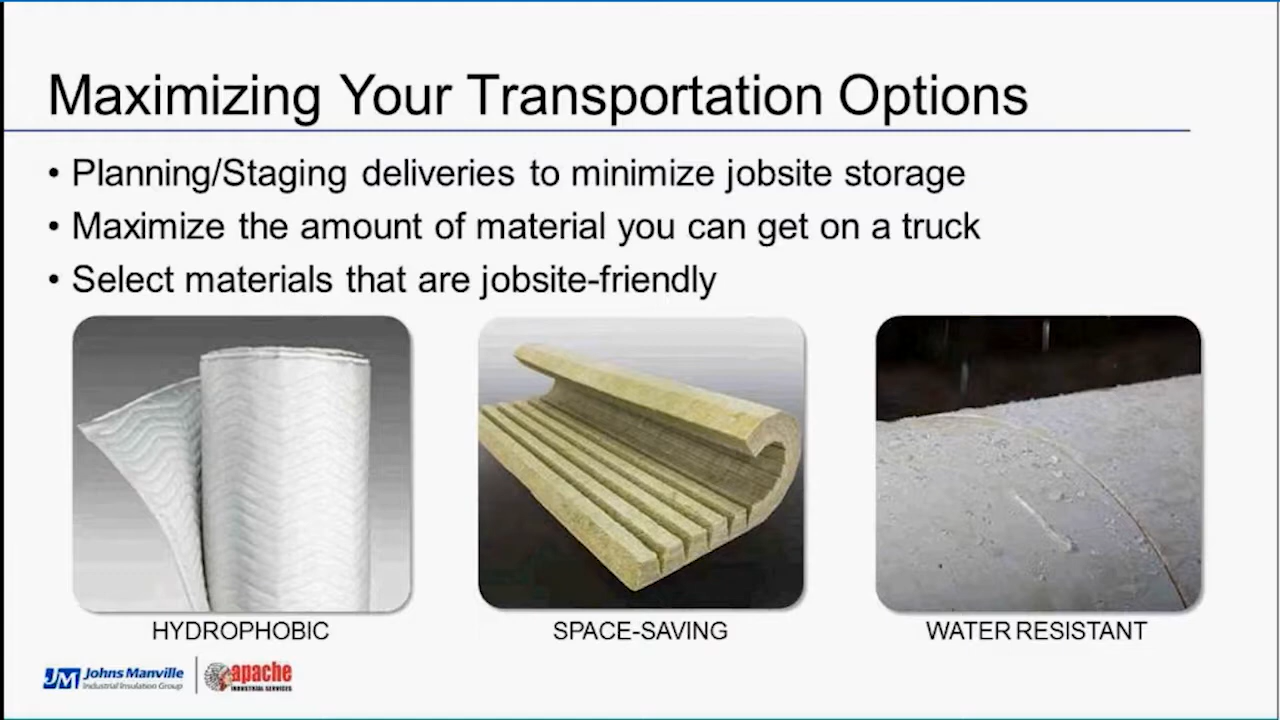 Maximizing Your Transportation Options
• Planning/Staging deliveries to minimize jobsite storage
• Maximize the amount of material you can get on a truck
• Select materials that are jobsite-friendly
HYDROPHOBIC
SPACE-SAVING
WATER RESISTANT
JM Johns Manville
Industrial Insulation Group
apache
INDUSTRIAL SERVICES